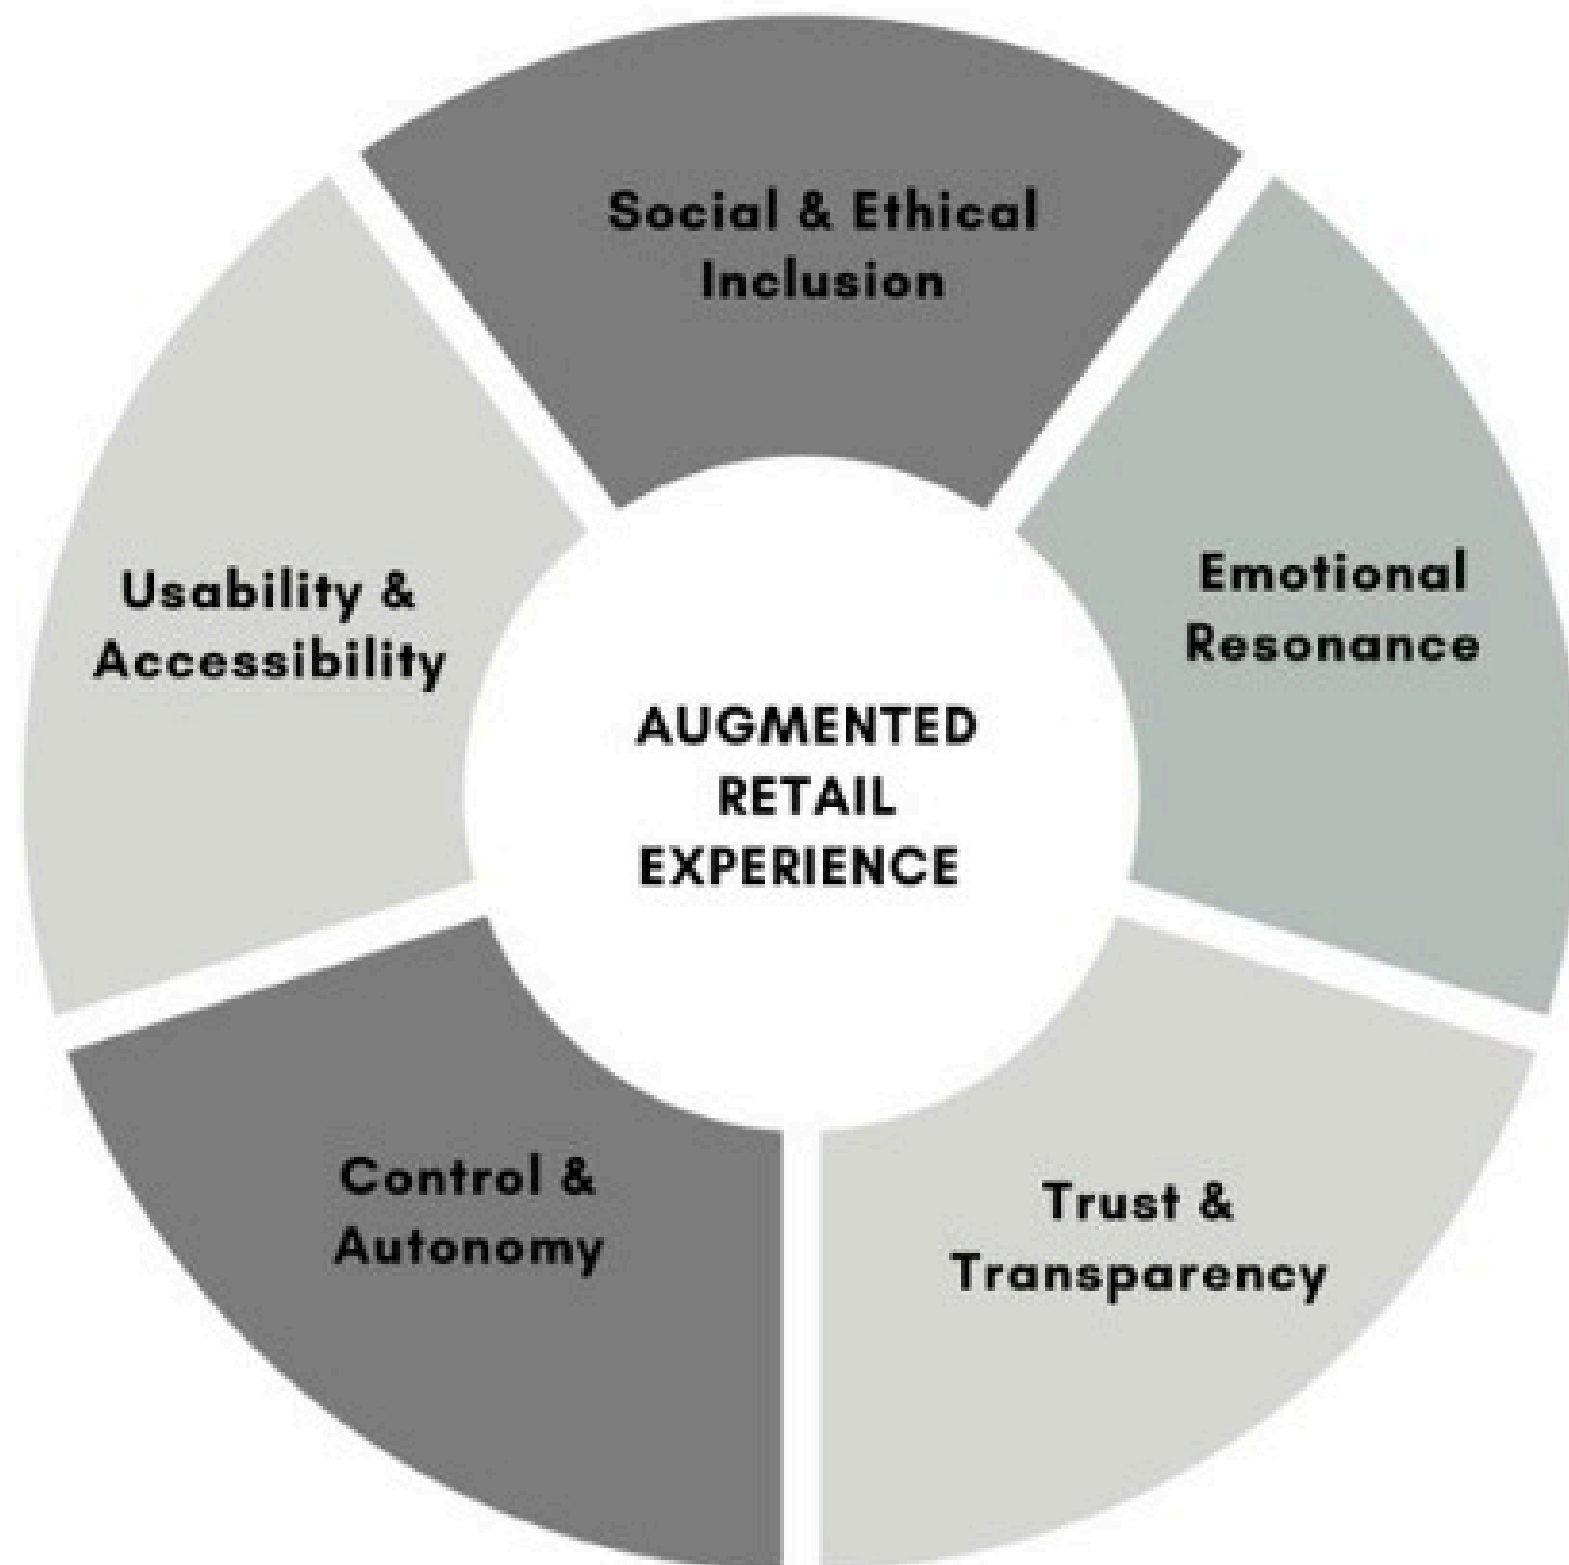 Social & Ethical
Inclusion
Emotional
Resonance
Usability &
Accessibility
AUGMENTED
RETAIL
EXPERIENCE
Control &
Autonomy
Trust &
Transparency